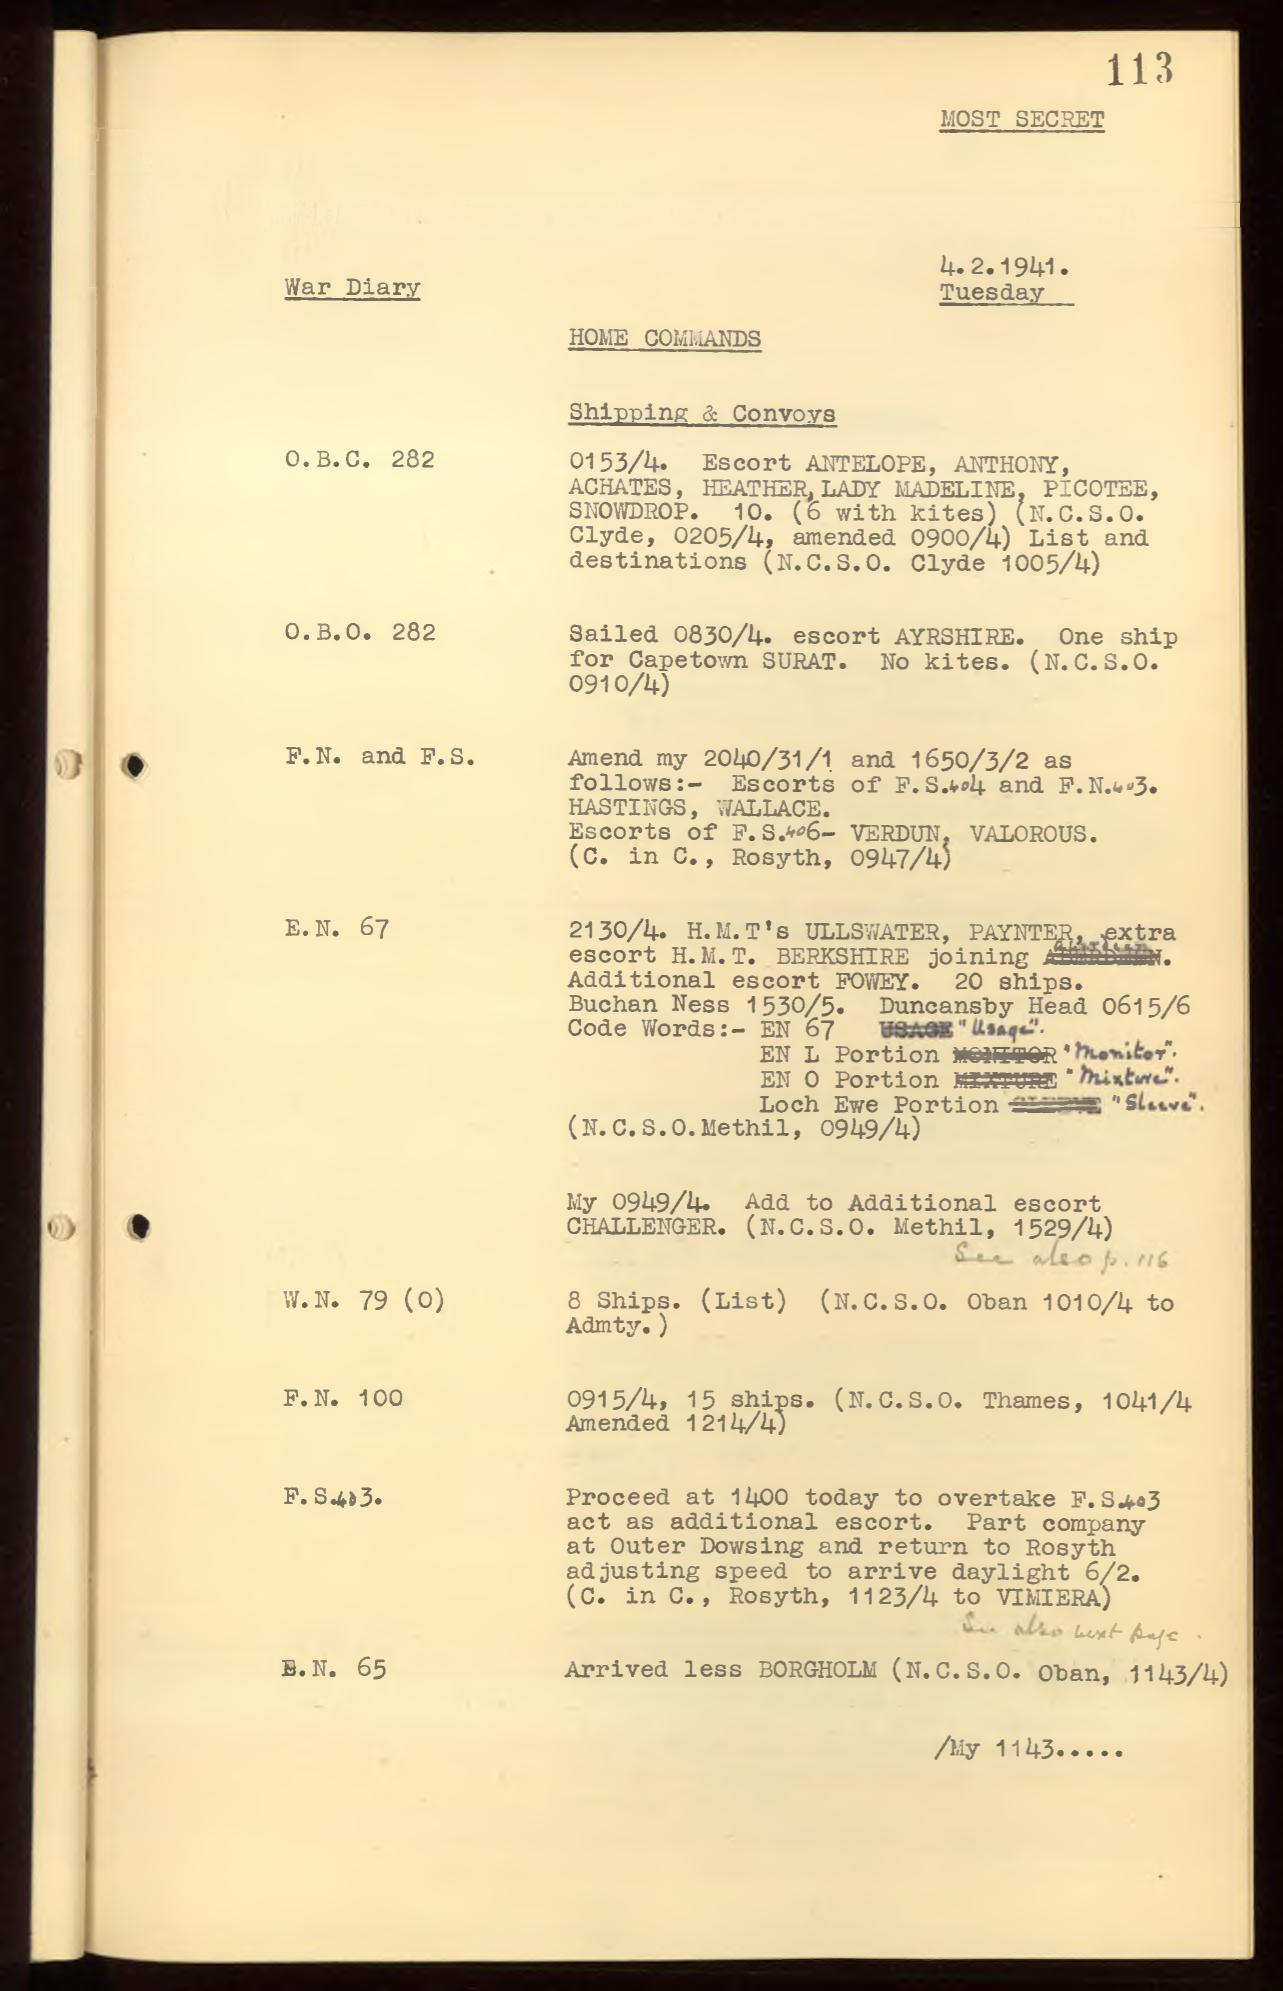 113
MOST SECRET
4.2.1941.
War Diary
Tuesday
HOME COMMANDS
Shipping & Convoys
O.B.C. 282
0153/4. Escort ANTELOPE, ANTHONY,
ACHATES, HEATHER, LADY MADELINE, PICOTEE,
SNOWDROP. 10. (6 with kites) (N.C.S.O.
Clyde, 0205/4, amended 0900/4) List and
destinations (N.C.S.O. Clyde 1005/4)
O.B.O. 282
Sailed 0830/4. escort AYRSHIRE. One ship
for Capetown SURAT. No kites. (N.C.S.O.
0910/4)
F.N. and F.S.
Amend my 2040/31/1 and 1650/3/2 as
follows:- Escorts of F.S.404 and F.N.403.
HASTINGS, WALLACE.
Escorts of F.S.406- VERDUN, VALOROUS.
(C. in C., Rosyth, 0947/4)
E.N. 67
2130/4. H.M.T's ULLSWATER, PAYNTER, extra
escort H.M.T. BERKSHIRE joining ABERDEEN. aberdeen
Additional escort FOWEY. 20 ships.
Buchan Ness 1530/5. Duncansby Head 0615/6
Code Words:- EN 67 USAGE "Usage".
EN L Portion MONITOR "Monitor".
EN O Portion MIXTURE "Mixture".
Loch Ewe Portion "Sleeve".
(N.C.S.O.Methil, 0949/4)
My 0949/4. Add to Additional escort
CHALLENGER. (N.C.S.O. Methil, 1529/4)
See also p. 116
W.N. 79 (O)
8 Ships. (List) (N.C.S.O. Oban 1010/4 to
Admty.)
F.N. 100
0915/4, 15 ships. (N.C.S.O. Thames, 1041/4
Amended 1214/4)
F.S.403.
Proceed at 1400 today to overtake F.S.403
act as additional escort. Part company
at Outer Dowsing and return to Rosyth
adjusting speed to arrive daylight 6/2.
(C. in C., Rosyth, 1123/4 to VIMIERA)
See also next page.
E.N. 65
Arrived less BORGHOLM (N.C.S.O. Oban, 1143/4)
/My 1143.....